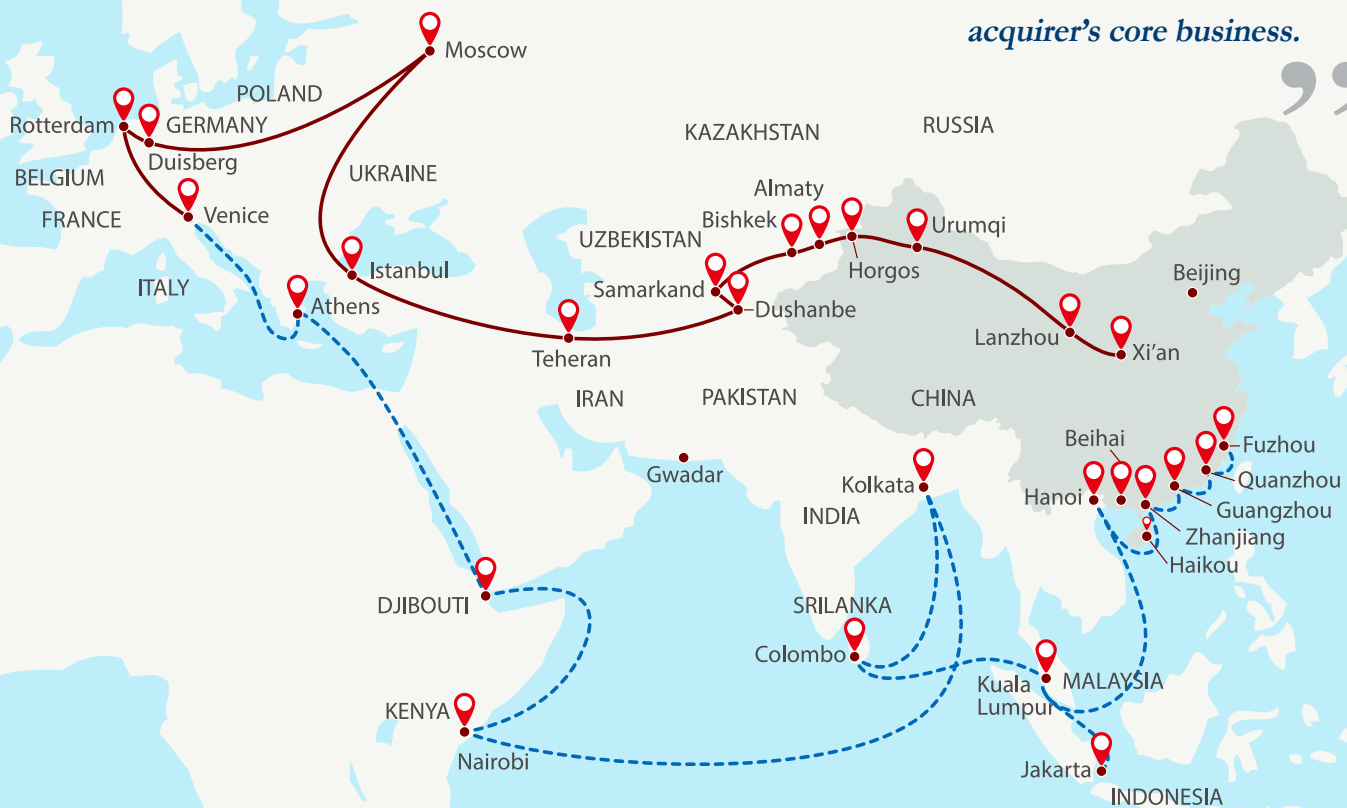 acquirer's core business.
”
Moscow
POLAND
Rotterdam
GERMANY
Duisberg
BELGIUM
FRANCE
Venice
UKRAINE
KAZAKHSTAN
RUSSIA
Almaty
Bishkek
Urumqi
UZBEKISTAN
Horgos
ITALY
Istanbul
Athens
Samarkand
Dushanbe
Beijing
Teheran
Lanzhou
Xi'an
IRAN
PAKISTAN
CHINA
Gwadar
Beihai
Fuzhou
Kolkata
Hanoi
Quanzhou
INDIA
Guangzhou
Zhanjiang
Haikou
DJIBOUTI
SRILANKA
Colombo
Kuala
Lumpur
MALAYSIA
KENYA
Nairobi
Jakarta
INDONESIA